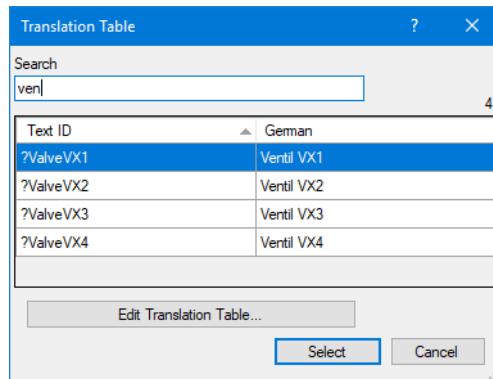 Translation Table ? ×
Search
ven
4
Text ID German
?ValveVX1 Ventil VX1
?ValveVX2 Ventil VX2
?ValveVX3 Ventil VX3
?ValveVX4 Ventil VX4
Edit Translation Table...
Select Cancel